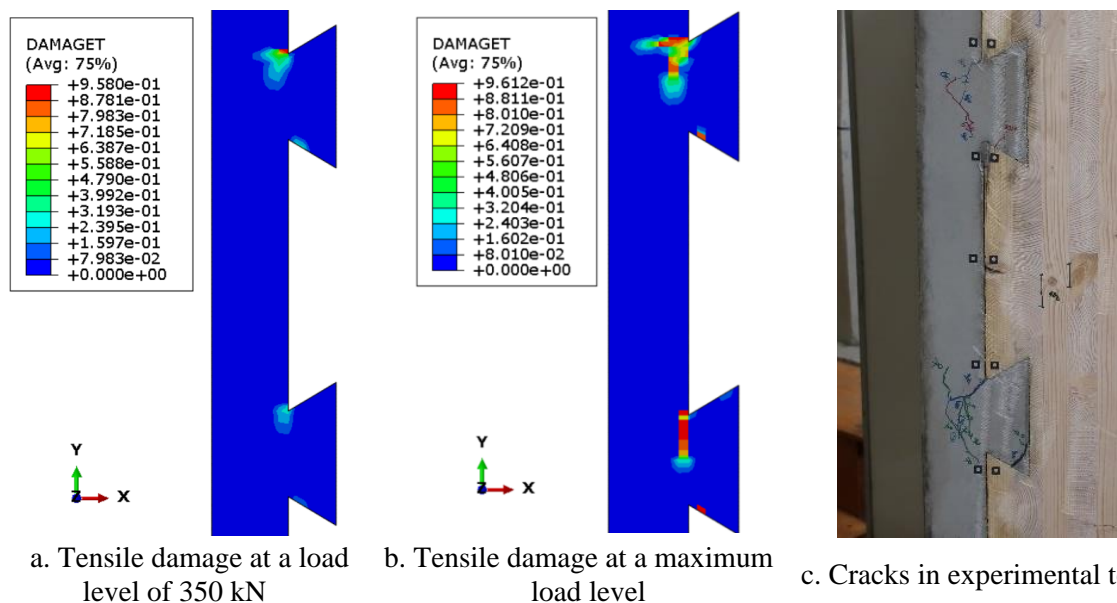 DAMAGET
(Avg: 75%)
+9.580e-01
+8.781e-01
+7.983e-01
+7.185e-01
+6.387e-01
+5.588e-01
+4.790e-01
+3.992e-01
+3.193e-01
+2.395e-01
+1.597e-01
+7.983e-02
+0.000e+00
Y
Z
X
a. Tensile damage at a load
level of 350 kN
DAMAGET
(Avg: 75%)
+9.612e-01
+8.811e-01
+8.010e-01
+7.209e-01
+6.408e-01
+5.607e-01
+4.806e-01
+4.005e-01
+3.204e-01
+2.403e-01
+1.602e-01
+8.010e-02
+0.000e+00
Y
Z
X
b. Tensile damage at a maximum
load level
c. Cracks in experimental t